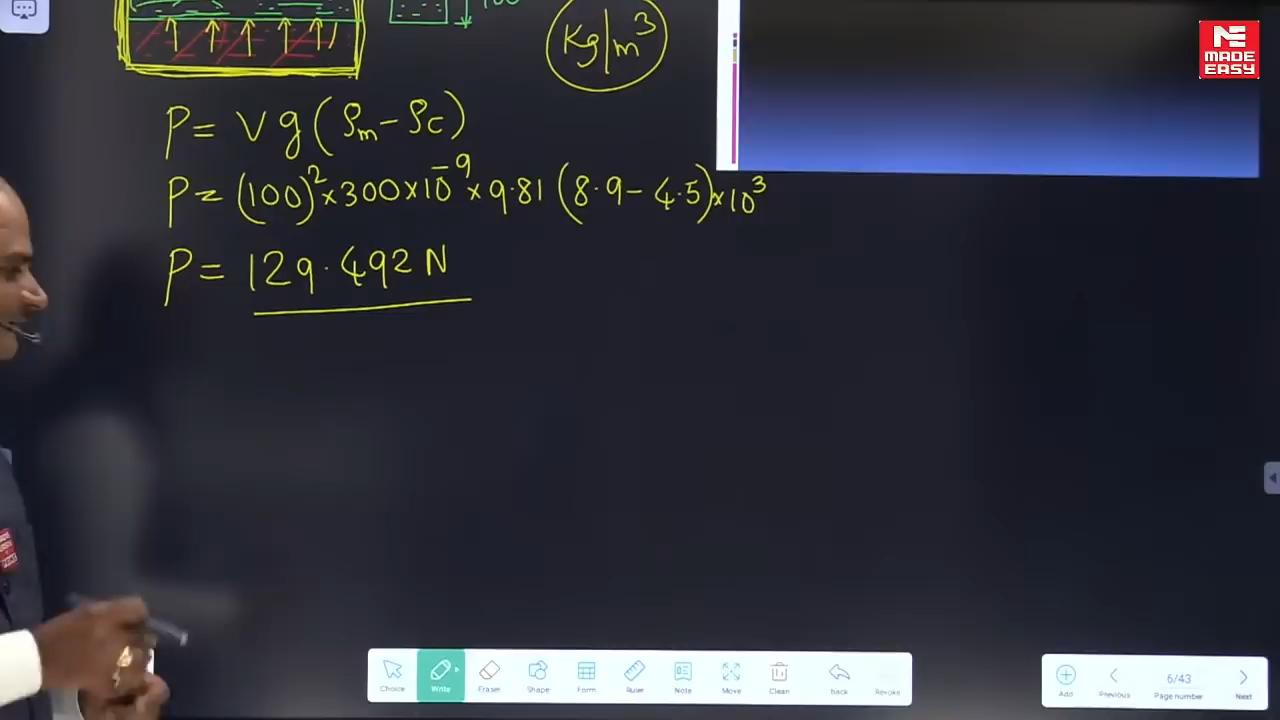 100
Kg/m³
MADE
EASY
P = V g (ρm − ρc)
P = (100)² × 300 × 10⁻⁹ × 9.81 (8.9 − 4.5) × 10³
P = 129.492 N
Choice
Write
Eraser
Shape
Form
Ruler
Note
Move
Clean
back
Revoke
Add
Previous
6/43
Page number
Next